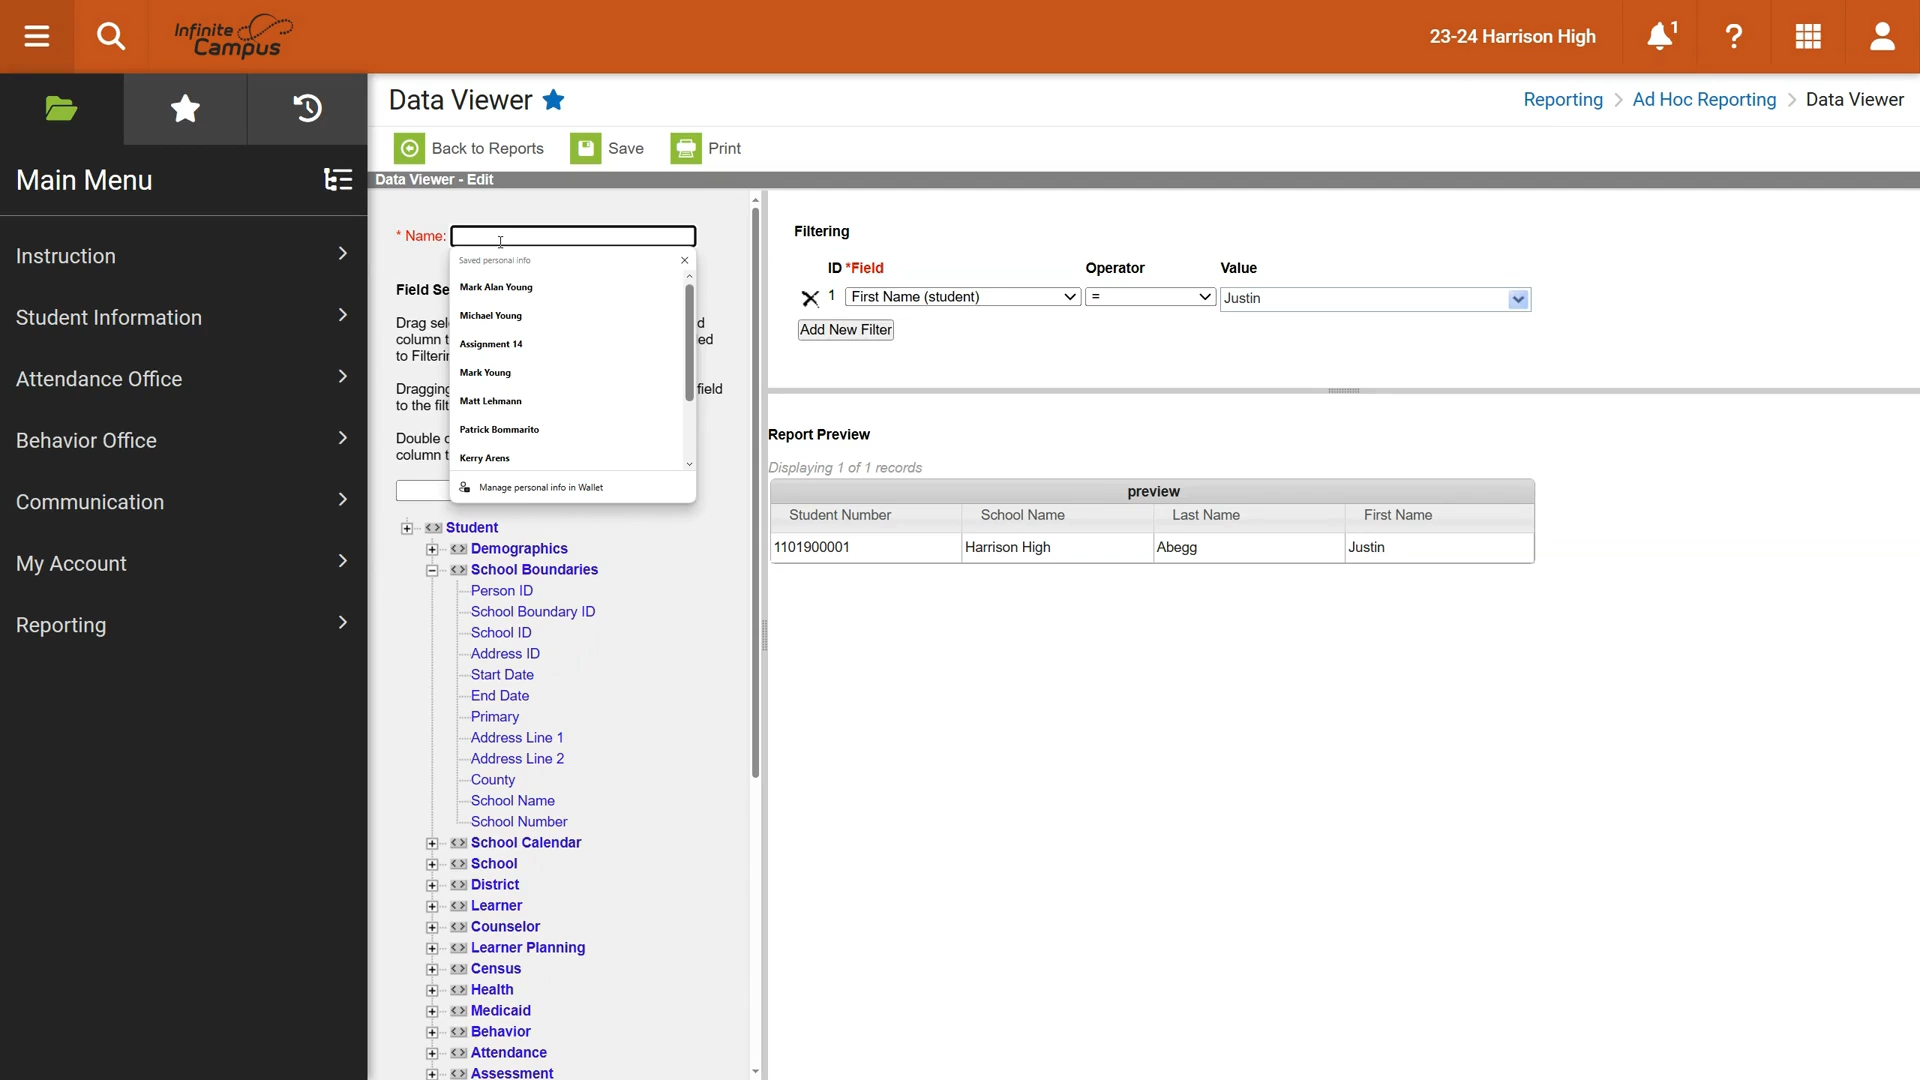 Infinite Campus
23-24 Harrison High
1
?
Data Viewer
Reporting > Ad Hoc Reporting > Data Viewer
Back to Reports
Save
Print
Data Viewer - Edit
Main Menu
Instruction
Student Information
Attendance Office
Behavior Office
Communication
My Account
Reporting
* Name:
Saved personal info
Mark Alan Young
Michael Young
Assignment 14
Mark Young
Matt Lehmann
Patrick Bommarito
Kerry Arens
Manage personal info in Wallet
Field Se
Drag sel
d
column t
ed
to Filterin
Dragging
field
to the filt
Double c
column t
Student
Demographics
School Boundaries
Person ID
School Boundary ID
School ID
Address ID
Start Date
End Date
Primary
Address Line 1
Address Line 2
County
School Name
School Number
School Calendar
School
District
Learner
Counselor
Learner Planning
Census
Health
Medicaid
Behavior
Attendance
Assessment
Filtering
ID *Field Operator Value
1 First Name (student) = Justin
Add New Filter
Report Preview
Displaying 1 of 1 records
preview
Student Number School Name Last Name First Name
1101900001 Harrison High Abegg Justin